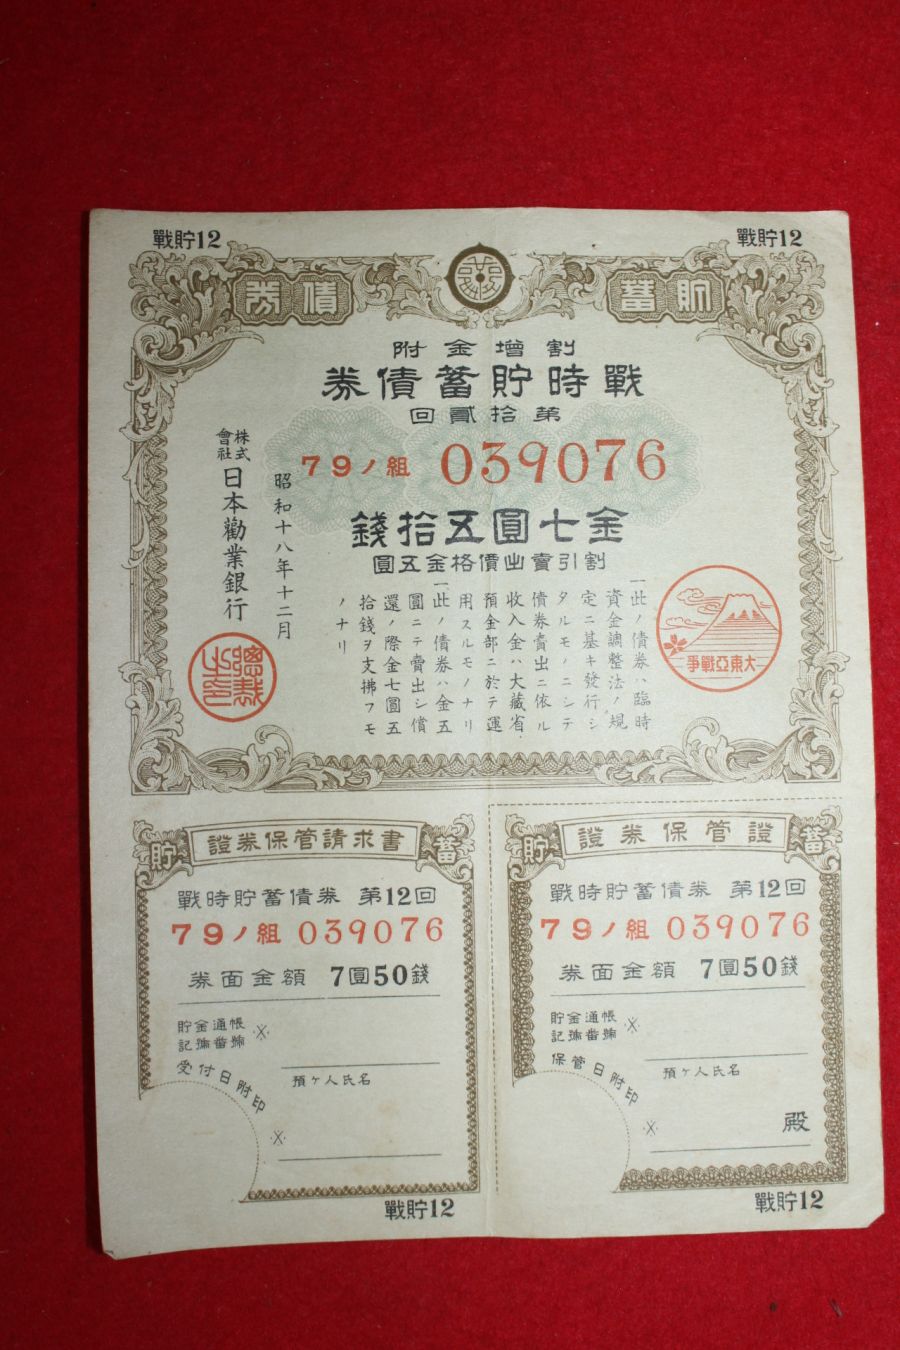 戰貯12
戰貯12
貯蓄
債券
割增金附
戰時貯蓄債券
第拾貳回
79ノ組 039076
金七圓五拾錢
割引賣出價格金五圓
一此ノ債券ハ臨時
資金調整法ノ規
定ニ基キ發行シ
タルモノニシテ
債券賣出ニ依ル
收入金ハ大藏省
預金部ニ於テ運
用スルモノナリ
一此ノ債券ハ金五
圓ニテ賣出シ償
還ノ際金七圓五
拾錢ヲ支拂フモ
ノナリ
大東亞戰爭
昭和十八年十二月
株式會社日本勸業銀行
總裁之印
貯蓄
證券保管請求書
戰時貯蓄債券 第12回
79ノ組 039076
券面金額 7圓50錢
貯金通帳
記號番號
※
受付日附印
預ケ人氏名
※
戰貯12
貯蓄
證券保管證
戰時貯蓄債券 第12回
79ノ組 039076
券面金額 7圓50錢
貯金通帳
記號番號
※
保管日附印
預ケ人氏名
※
殿
戰貯12